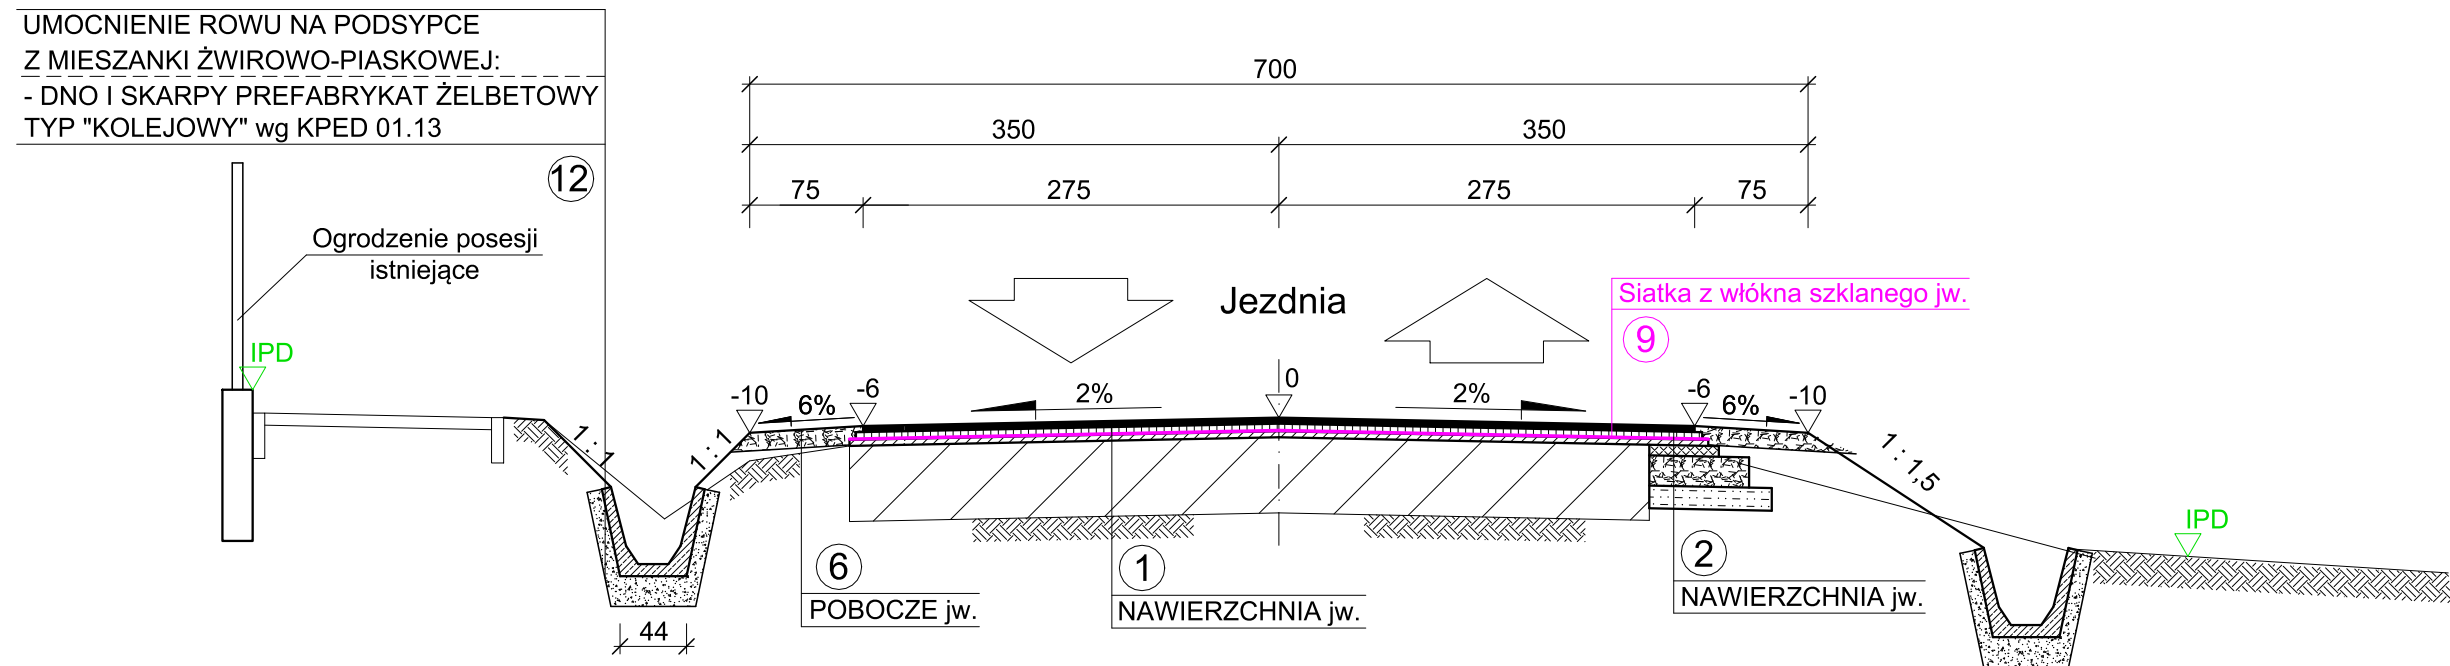 UMOCNIENIE ROWU NA PODSYPCE
Z MIESZANKI ŻWIROWO-PIASKOWEJ:
- DNO I SKARPY PREFABRYKAT ŻELBETOWY
TYP "KOLEJOWY" wg KPED 01.13
12
700
350 350
75 275 275 75
Ogrodzenie posesji
istniejące
Jezdnia
Siatka z włókna szklanego jw.
9
IPD
-10 6% -6 2% 0 2% -6 6% -10
1 : 1 1 : 1 1 : 1,5
IPD
6
POBOCZE jw.
1
NAWIERZCHNIA jw.
2
NAWIERZCHNIA jw.
44